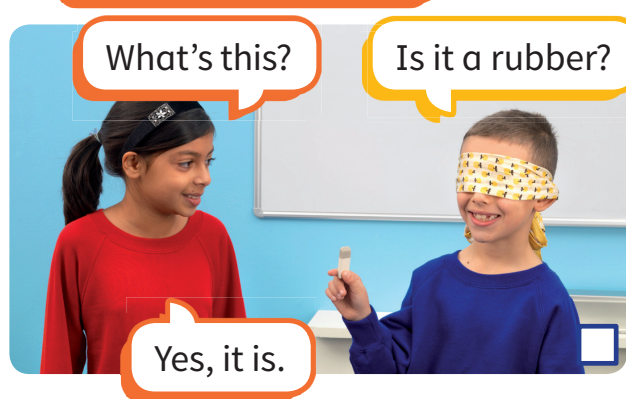 What's this?
Is it a rubber?
Yes, it is.